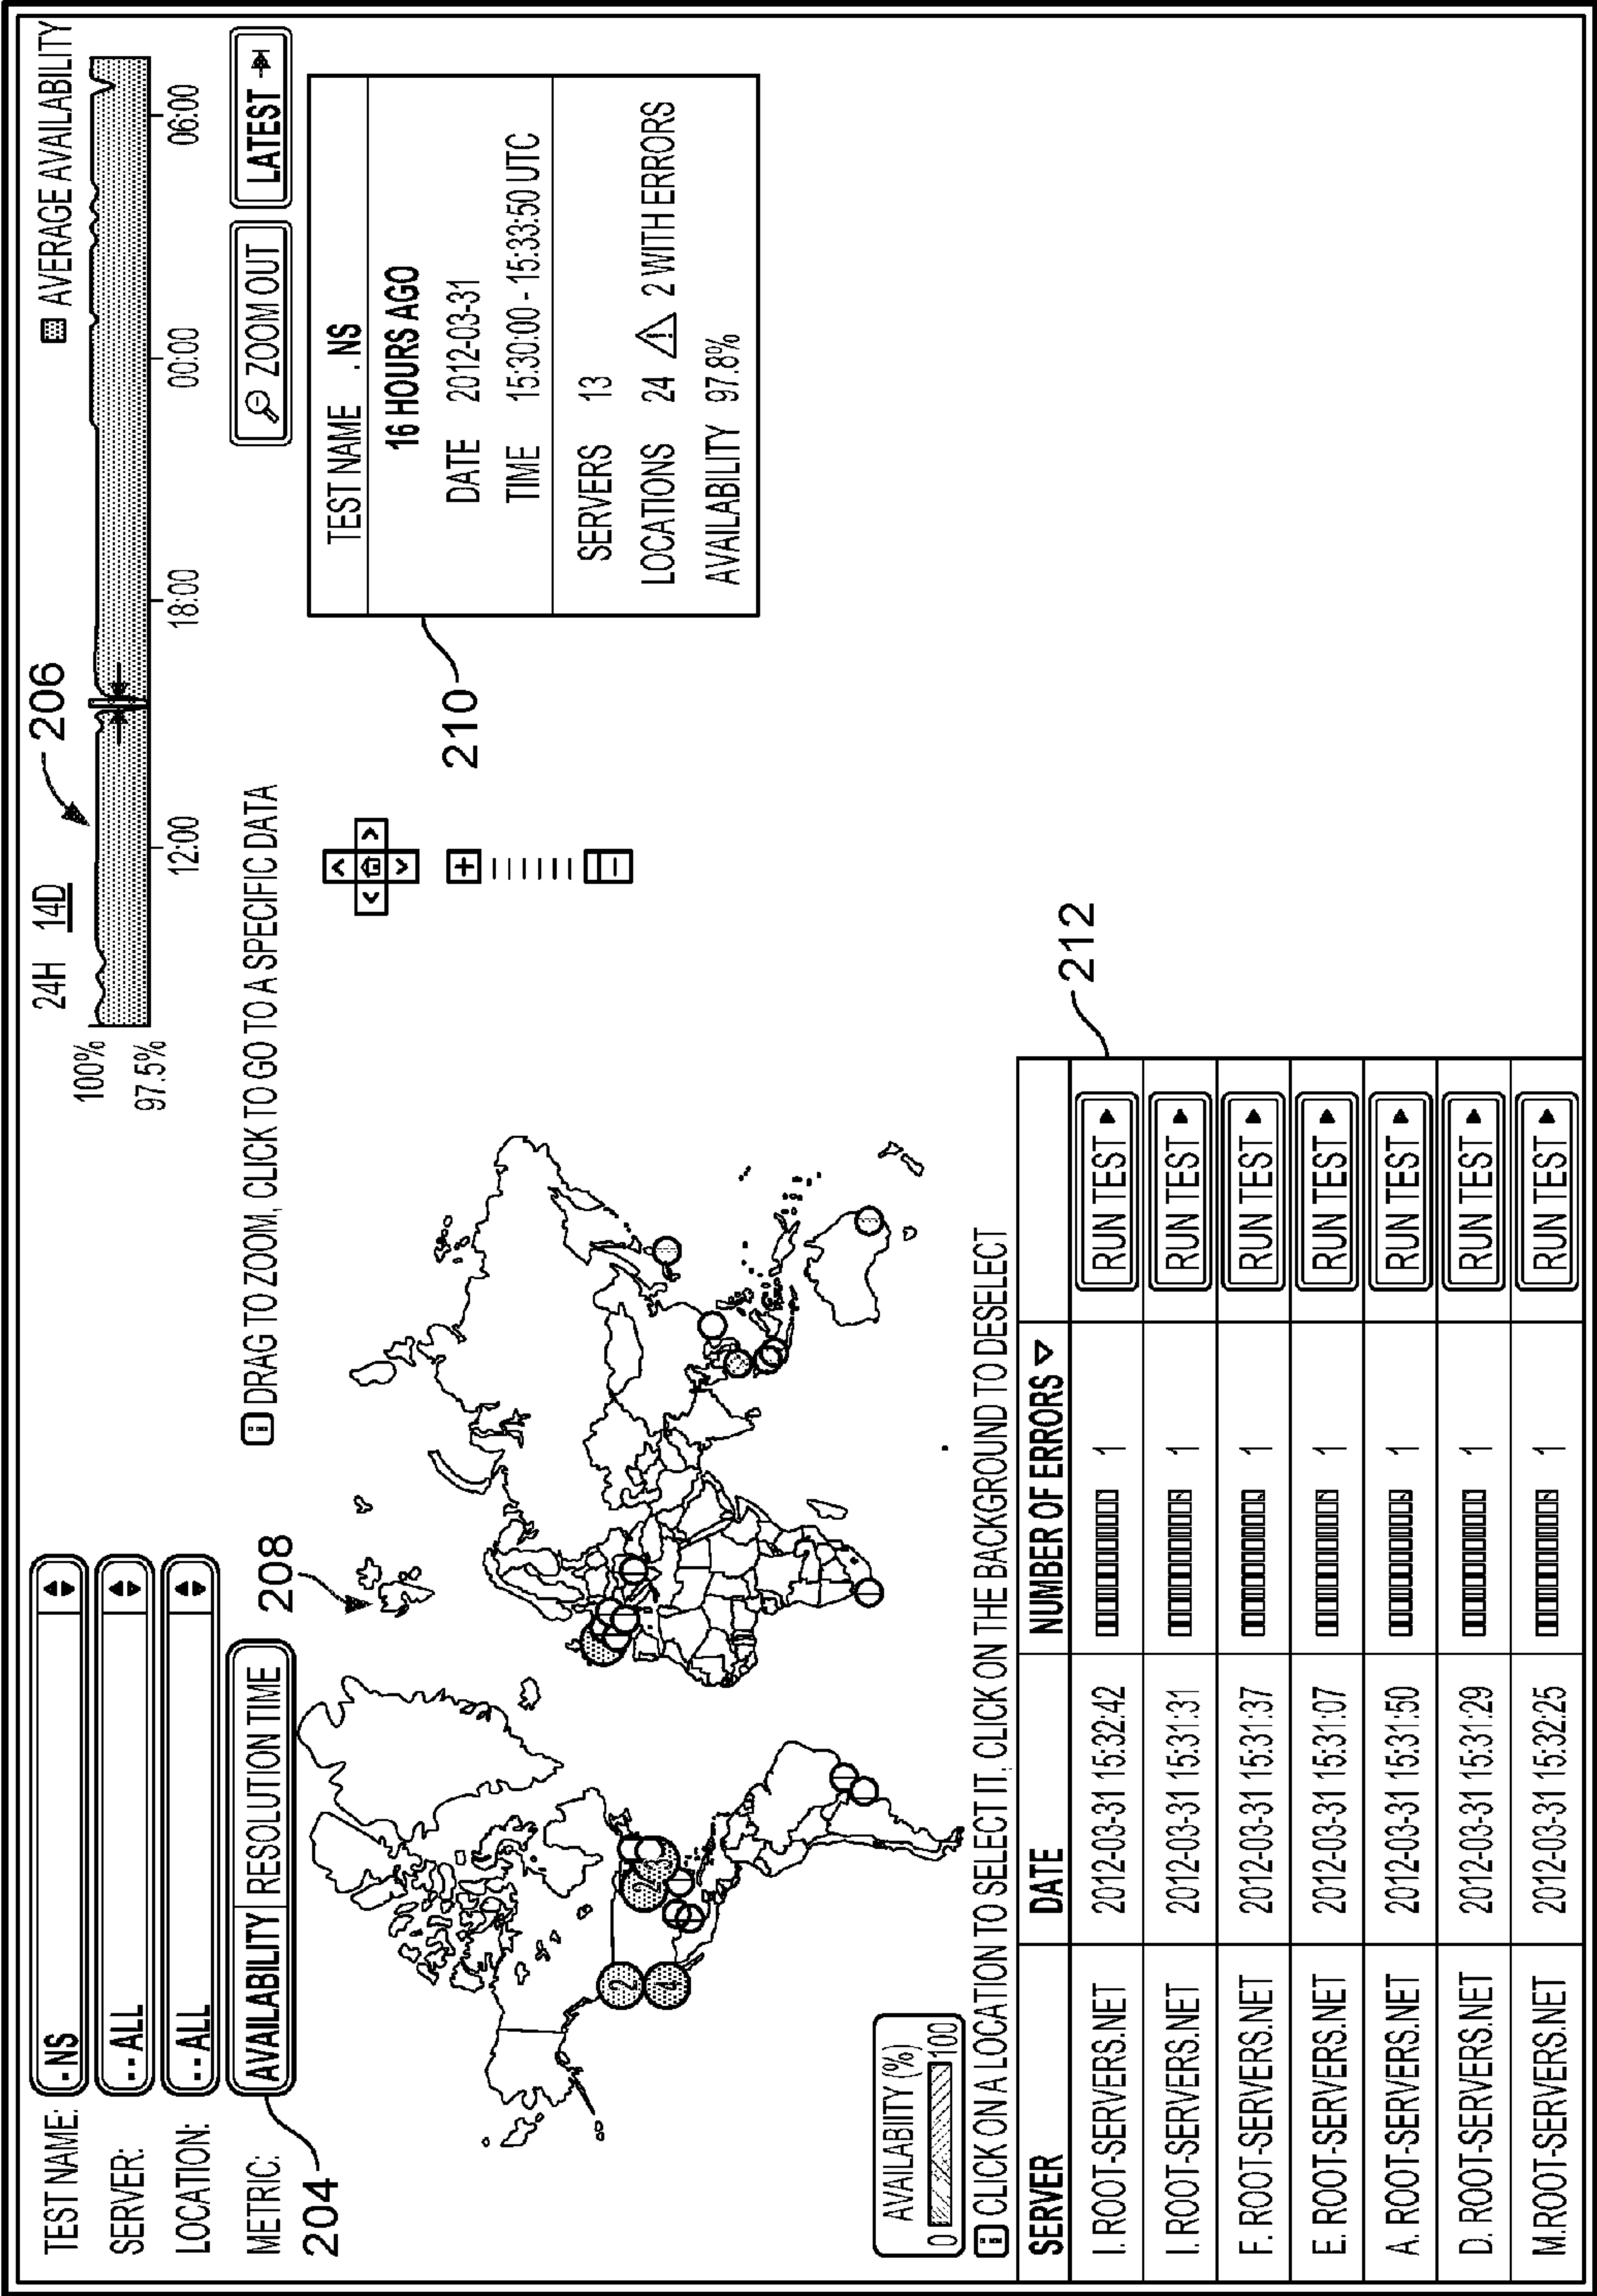 TEST NAME: . NS
SERVER: -- ALL
LOCATION: -- ALL
METRIC: AVAILABILITY RESOLUTION TIME
204
208
24H 14D
206
AVERAGE AVAILABILITY
100%
97.5%
12:00 18:00 00:00 06:00
DRAG TO ZOOM, CLICK TO GO TO A SPECIFIC DATA
ZOOM OUT
LATEST
TEST NAME . NS
16 HOURS AGO
DATE 2012-03-31
TIME 15:30:00 - 15:33:50 UTC
SERVERS 13
LOCATIONS 24 2 WITH ERRORS
AVAILABILITY 97.8%
210
2
4
2
3
AVAILABIITY (%)
0 100
CLICK ON A LOCATION TO SELECT IT, CLICK ON THE BACKGROUND TO DESELECT
212
SERVER DATE NUMBER OF ERRORS
I. ROOT-SERVERS.NET 2012-03-31 15:32:42 1 RUN TEST
I. ROOT-SERVERS.NET 2012-03-31 15:31:31 1 RUN TEST
F. ROOT-SERVERS.NET 2012-03-31 15:31:37 1 RUN TEST
E. ROOT-SERVERS.NET 2012-03-31 15:31:07 1 RUN TEST
A. ROOT-SERVERS.NET 2012-03-31 15:31:50 1 RUN TEST
D. ROOT-SERVERS.NET 2012-03-31 15:31:29 1 RUN TEST
M.ROOT-SERVERS.NET 2012-03-31 15:32:25 1 RUN TEST